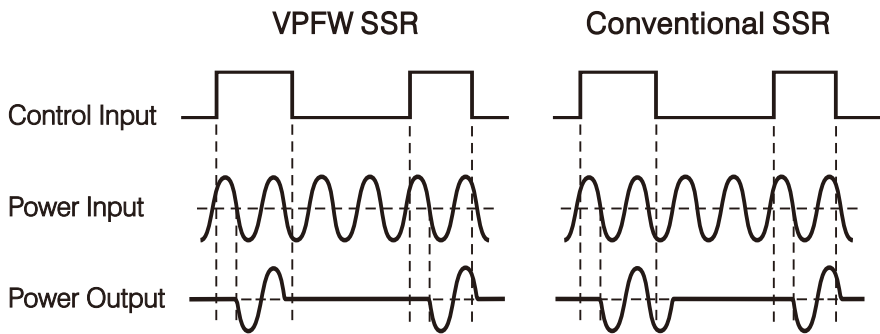 VPFW SSR
Conventional SSR
Control Input
Power Input
Power Output